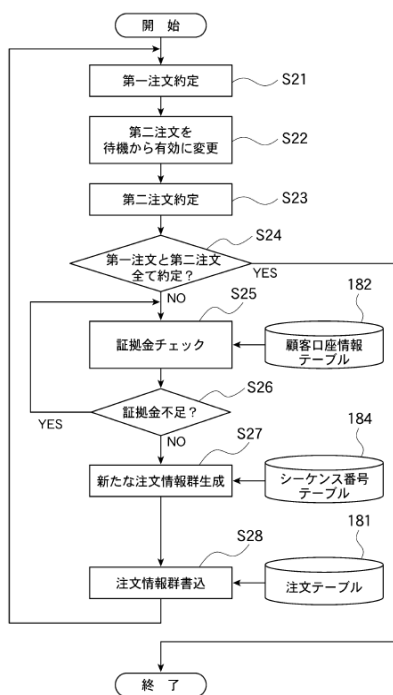 開 始
第一注文約定
S21
第二注文を
待機から有効に変更
S22
第二注文約定
S23
S24
第一注文と第二注文
全て約定？
YES
NO
S25
証拠金チェック
182
顧客口座情報
テーブル
S26
証拠金不足？
YES
NO
S27
新たな注文情報群生成
184
シーケンス番号
テーブル
S28
注文情報群書込
181
注文テーブル
終 了